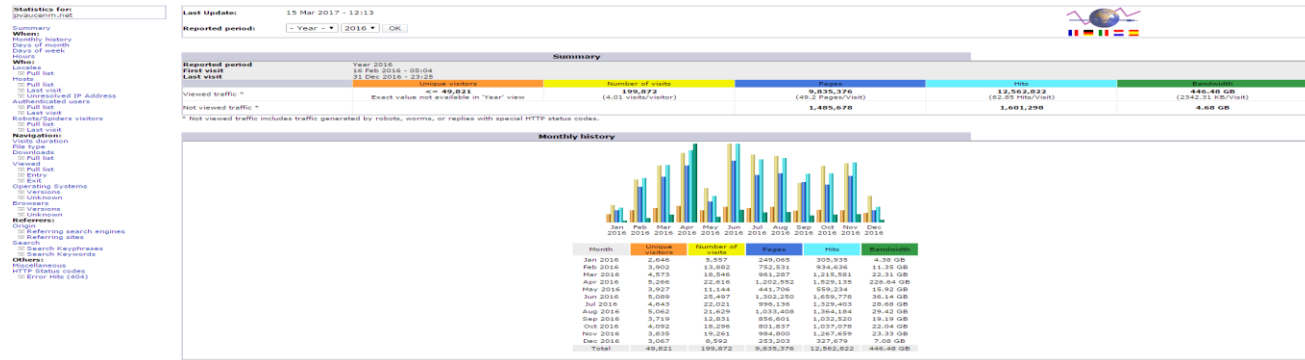 Statistics for:
pvaucenm.net
Summary
When:
Monthly history
Days of month
Days of week
Hours
Who:
Locales
Full list
Hosts
Full list
Last visit
Unresolved IP Address
Authenticated users
Full list
Last visit
Robots/Spiders visitors
Full list
Last visit
Navigation:
Visits duration
File type
Downloads
Full list
Viewed
Full list
Entry
Exit
Operating Systems
Versions
Unknown
Browsers
Versions
Unknown
Referrers:
Origin
Referring search engines
Referring sites
Search
Search Keyphrases
Search Keywords
Others:
Miscellaneous
HTTP Status codes
Error Hits (404)
Last Update: 15 Mar 2017 - 12:13
Reported period: - Year - 2016 OK
Summary
Reported period Year 2016
First visit 16 Feb 2016 - 05:04
Last visit 31 Dec 2016 - 23:25
Unique visitors Number of visits Pages Hits Bandwidth
Viewed traffic * <= 49,821 199,872 9,835,376 12,562,822 446.48 GB
Exact value not available in 'Year' view (4.01 visits/visitor) (49.2 Pages/Visit) (62.85 Hits/Visit) (2342.31 KB/Visit)
Not viewed traffic * 1,485,678 1,601,298 4.68 GB
* Not viewed traffic includes traffic generated by robots, worms, or replies with special HTTP status codes.
Monthly history
Jan Feb Mar Apr May Jun Jul Aug Sep Oct Nov Dec
2016 2016 2016 2016 2016 2016 2016 2016 2016 2016 2016 2016
Month Unique visitors Number of visits Pages Hits Bandwidth
Jan 2016 2,646 5,557 249,065 305,935 4.38 GB
Feb 2016 3,902 13,882 752,531 934,636 11.35 GB
Mar 2016 4,573 18,546 961,287 1,215,581 22.31 GB
Apr 2016 5,266 22,616 1,202,552 1,529,135 226.64 GB
May 2016 3,927 11,144 441,706 559,234 15.92 GB
Jun 2016 5,089 25,497 1,302,250 1,659,778 36.14 GB
Jul 2016 4,643 22,021 996,136 1,329,403 28.68 GB
Aug 2016 5,062 21,629 1,033,408 1,364,184 29.42 GB
Sep 2016 3,719 12,831 856,601 1,032,520 19.19 GB
Oct 2016 4,092 18,296 801,837 1,037,078 22.04 GB
Nov 2016 3,835 19,261 984,800 1,267,659 23.33 GB
Dec 2016 3,067 8,592 253,203 327,679 7.08 GB
Total 49,821 199,872 9,835,376 12,562,822 446.48 GB